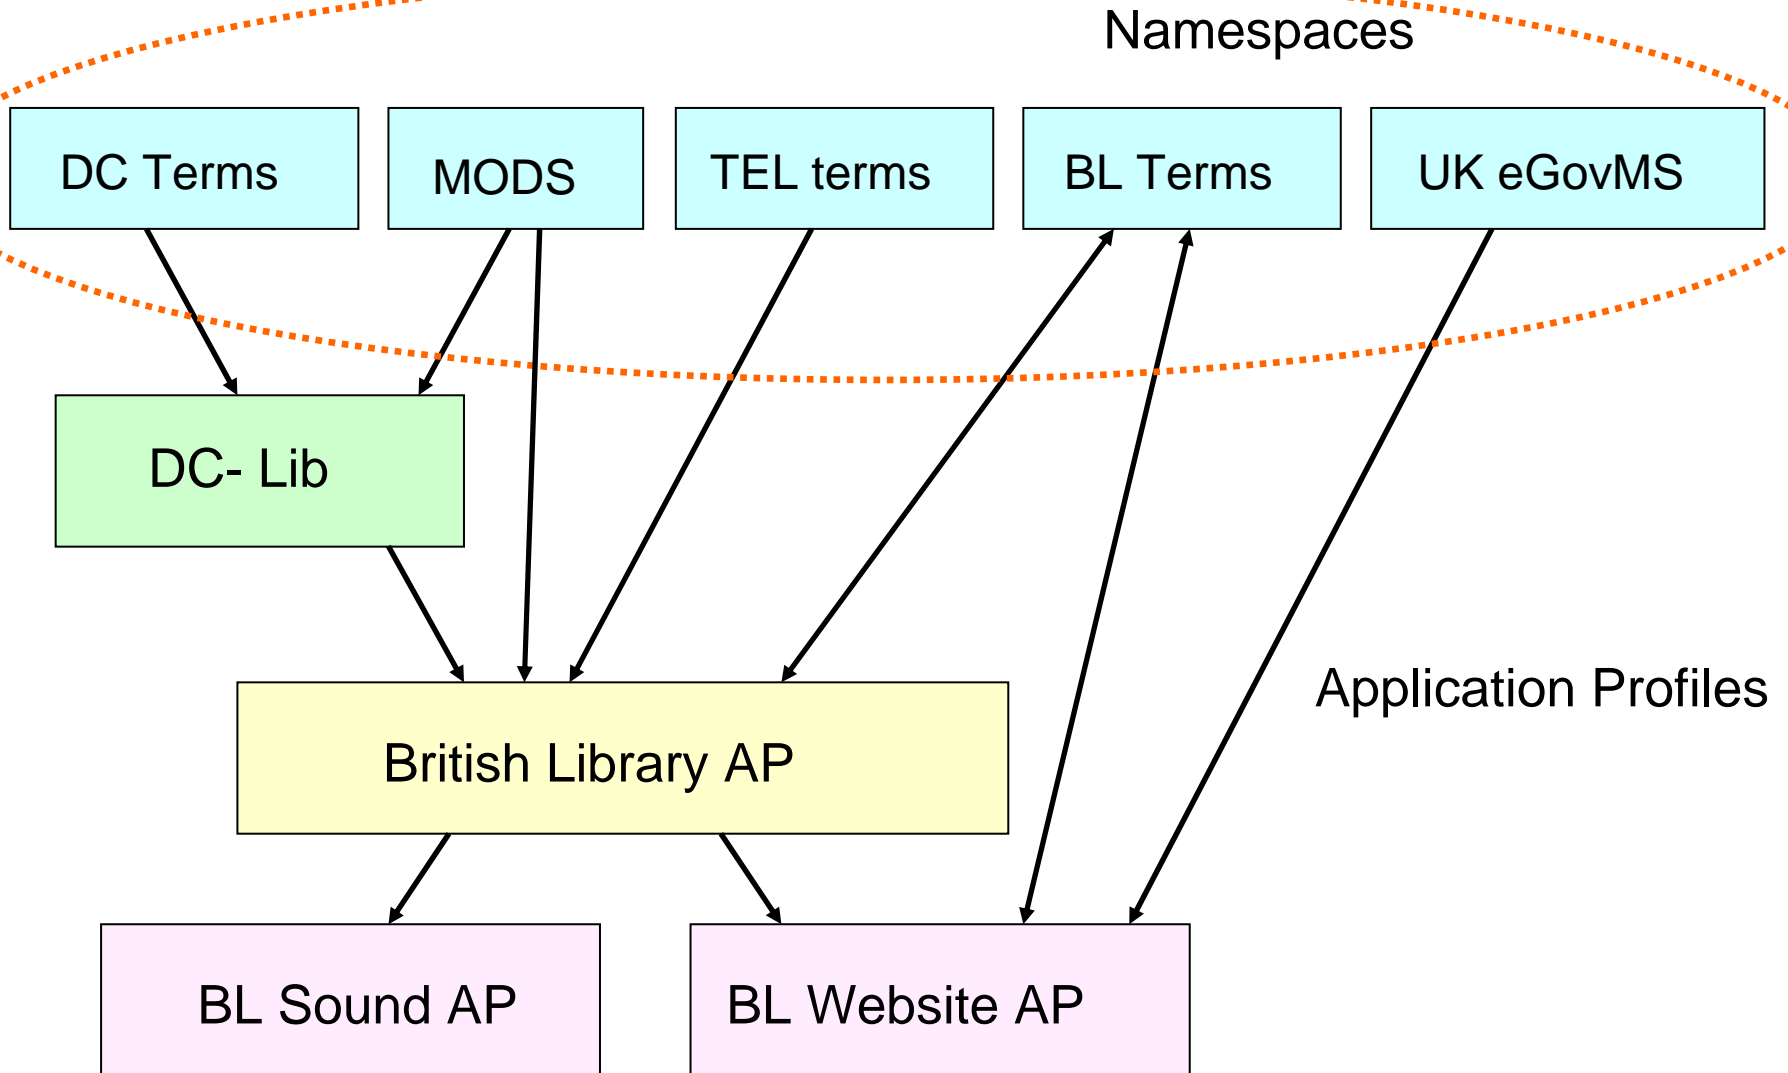 Namespaces
DC Terms
MODS
TEL terms
BL Terms
UK eGovMS
DC- Lib
Application Profiles
British Library AP
BL Sound AP
BL Website AP